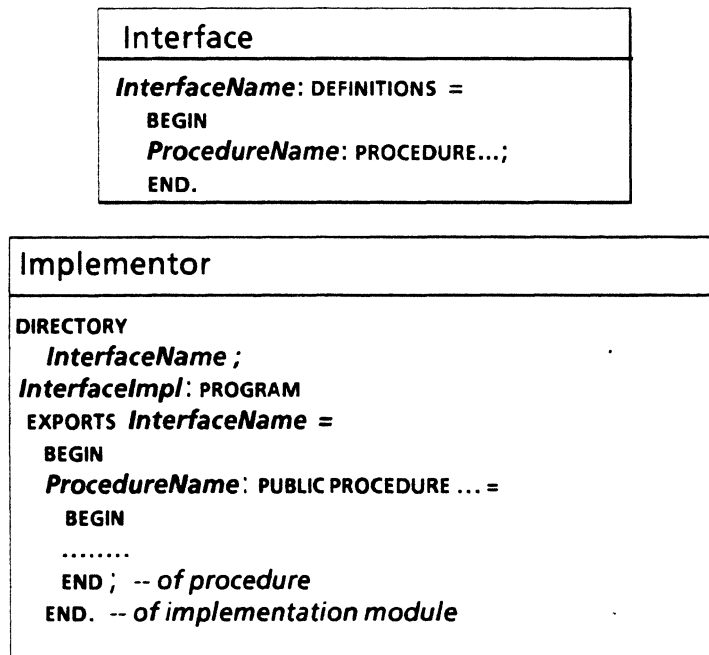 Interface
InterfaceName: DEFINITIONS =
BEGIN
ProcedureName: PROCEDURE...;
END.
Implementor
DIRECTORY
InterfaceName ;
InterfaceImpl: PROGRAM
EXPORTS InterfaceName =
BEGIN
ProcedureName: PUBLIC PROCEDURE ... =
BEGIN
........
END ; -- of procedure
END. -- of implementation module